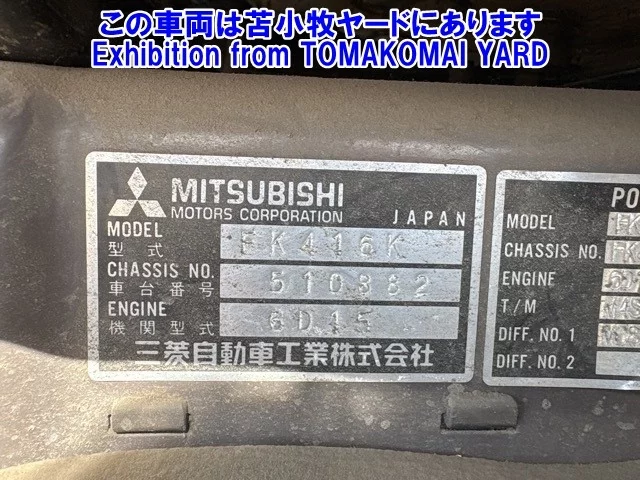 この車両は苫小牧ヤードにあります
Exhibition from TOMAKOMAI YARD
MITSUBISHI
MOTORS CORPORATION JAPAN
MODEL
型式 FK416K
CHASSIS NO.
車台番号 510382
ENGINE
機関型式 6D15
三菱自動車工業株式会社
PO
MODEL
CHASSIS NO.
ENGINE
T/M
DIFF. NO. 1
DIFF. NO. 2